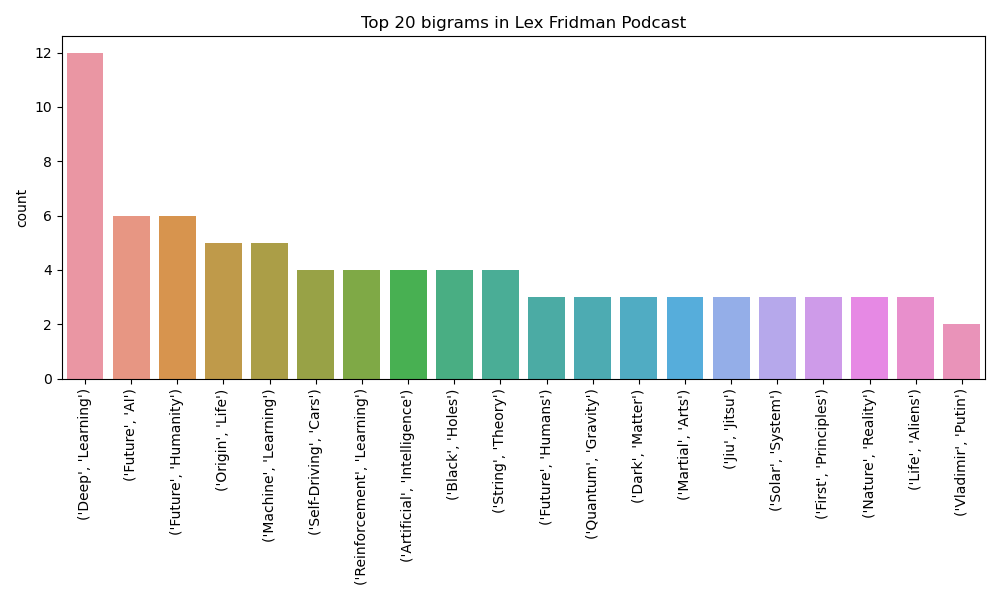 Top 20 bigrams in Lex Fridman Podcast
12
10
8
6
4
2
0
count
('Deep', 'Learning')
('Future', 'AI')
('Future', 'Humanity')
('Origin', 'Life')
('Machine', 'Learning')
('Self-Driving', 'Cars')
('Reinforcement', 'Learning')
('Artificial', 'Intelligence')
('Black', 'Holes')
('String', 'Theory')
('Future', 'Humans')
('Quantum', 'Gravity')
('Dark', 'Matter')
('Martial', 'Arts')
('Jiu', 'Jitsu')
('Solar', 'System')
('First', 'Principles')
('Nature', 'Reality')
('Life', 'Aliens')
('Vladimir', 'Putin')